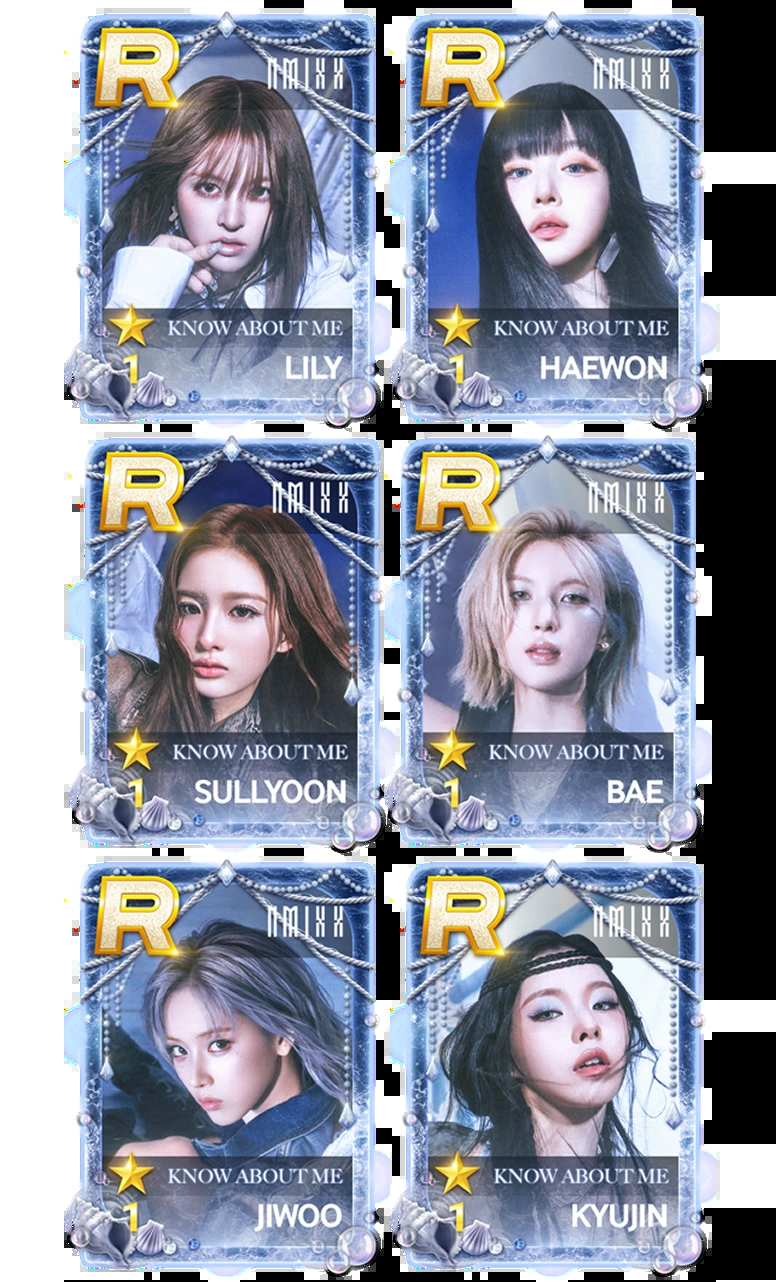 R
NMIXX
KNOW ABOUT ME
1
LILY
R
NMIXX
KNOW ABOUT ME
1
HAEWON
R
NMIXX
KNOW ABOUT ME
1
SULLYOON
R
NMIXX
KNOW ABOUT ME
1
BAE
R
NMIXX
KNOW ABOUT ME
1
JIWOO
R
NMIXX
KNOW ABOUT ME
1
KYUJIN